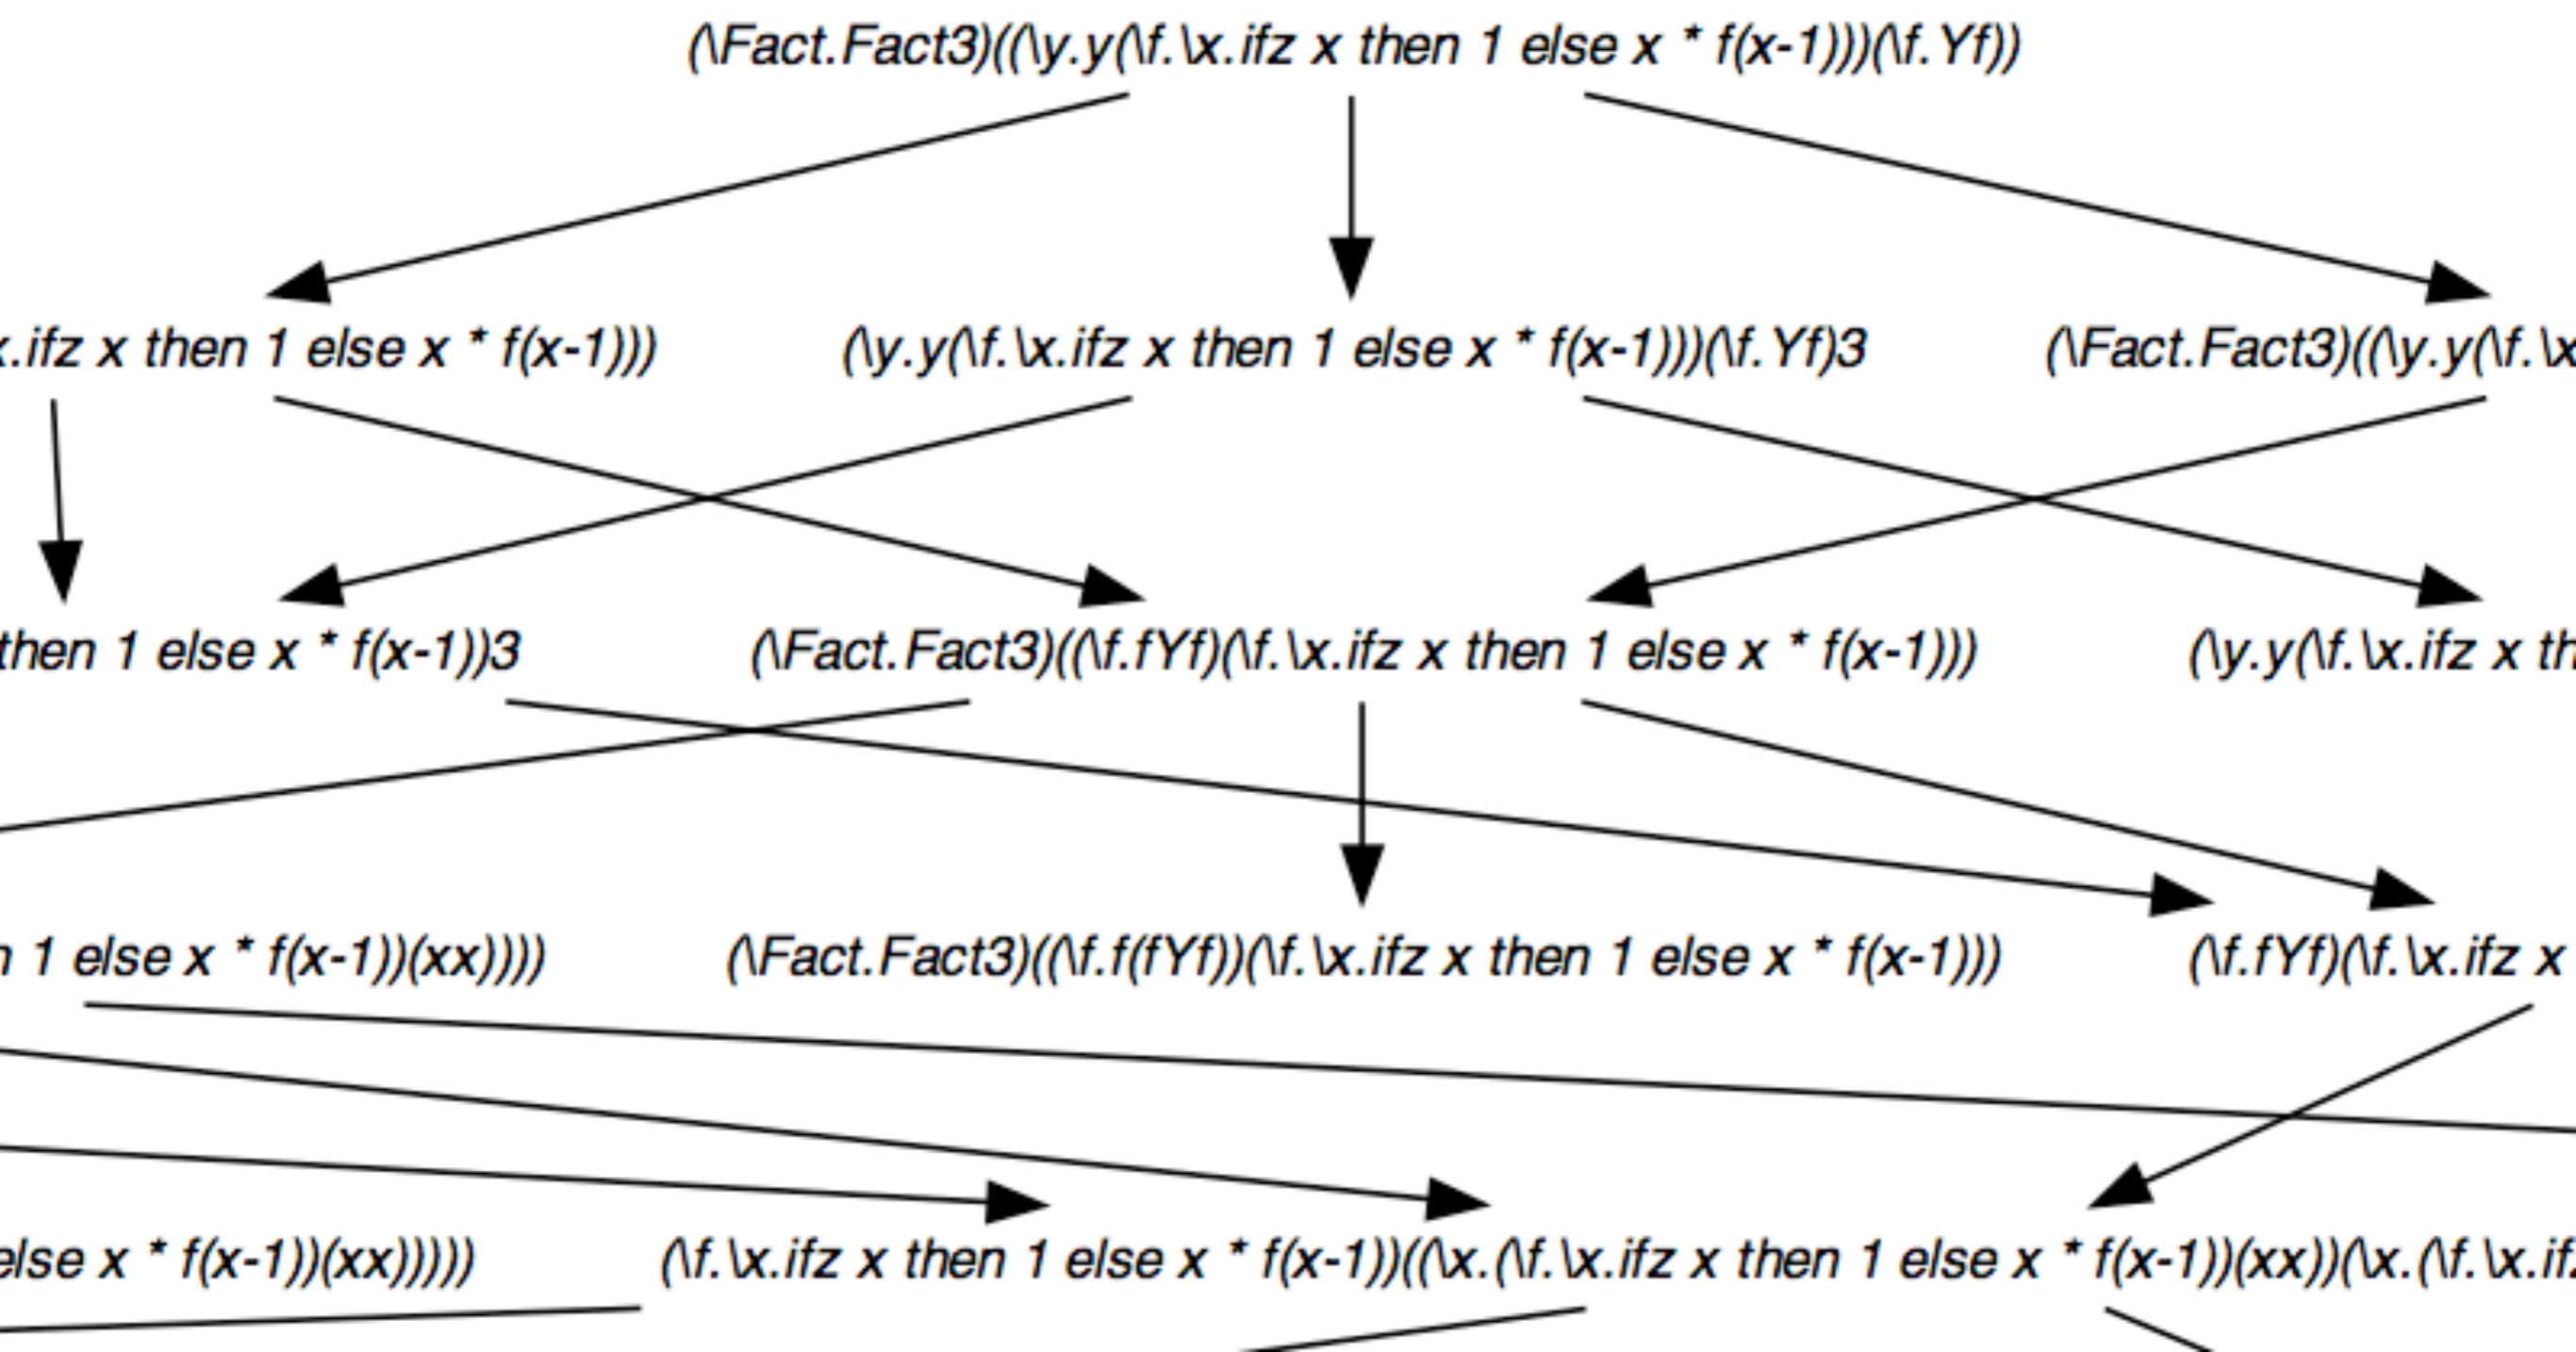 (\Fact.Fact3)((\y.y(\f.\x.ifz x then 1 else x * f(x-1)))(\f.Yf))
x.ifz x then 1 else x * f(x-1)))
(\y.y(\f.\x.ifz x then 1 else x * f(x-1)))(\f.Yf)3
(\Fact.Fact3)((\y.y(\f.\x
then 1 else x * f(x-1))3
(\Fact.Fact3)((\f.fYf)(\f.\x.ifz x then 1 else x * f(x-1)))
(\y.y(\f.\x.ifz x th
n 1 else x * f(x-1))(xx))))
(\Fact.Fact3)((\f.f(fYf))(\f.\x.ifz x then 1 else x * f(x-1)))
(\f.fYf)(\f.\x.ifz x
else x * f(x-1))(xx)))))
(\f.\x.ifz x then 1 else x * f(x-1))((\x.(\f.\x.ifz x then 1 else x * f(x-1))(xx))(\x.(\f.\x.ifz